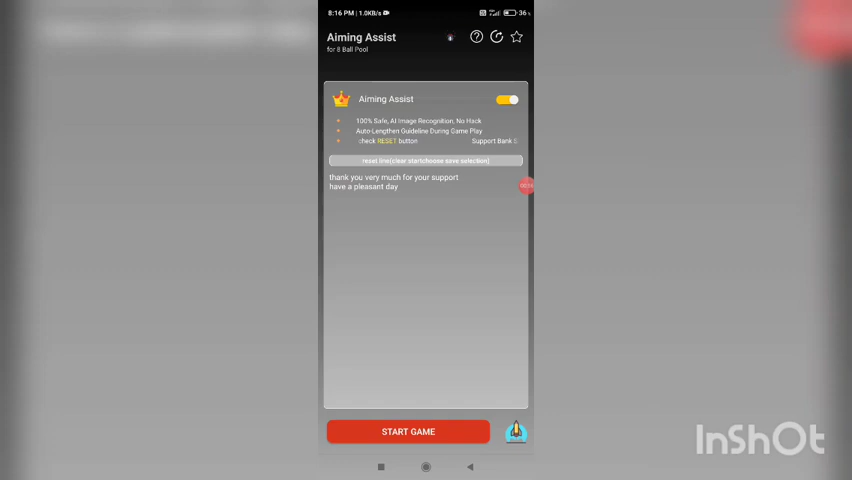 8:16 PM | 1.0KB/s
36
Aiming Assist
for 8 Ball Pool
Aiming Assist
100% Safe, AI Image Recognition, No Hack
Auto-Lengthen Guideline During Game Play
check RESET button Support Bank S
reset line(clear start/choose save selection)
thank you very much for your support
have a pleasant day
START GAME
InShOt